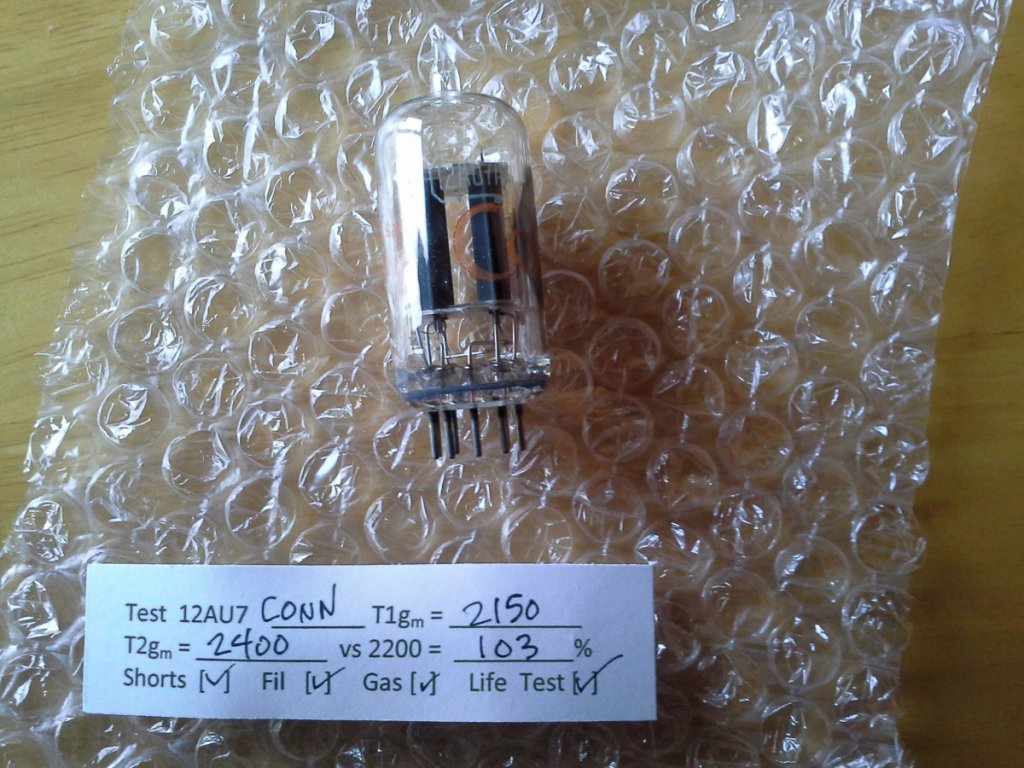 Test 12AU7 CONN T1gm = 2150
T2gm = 2400 vs 2200 = 103 %
Shorts [✓] Fil [✓] Gas [✓] Life Test [✓]